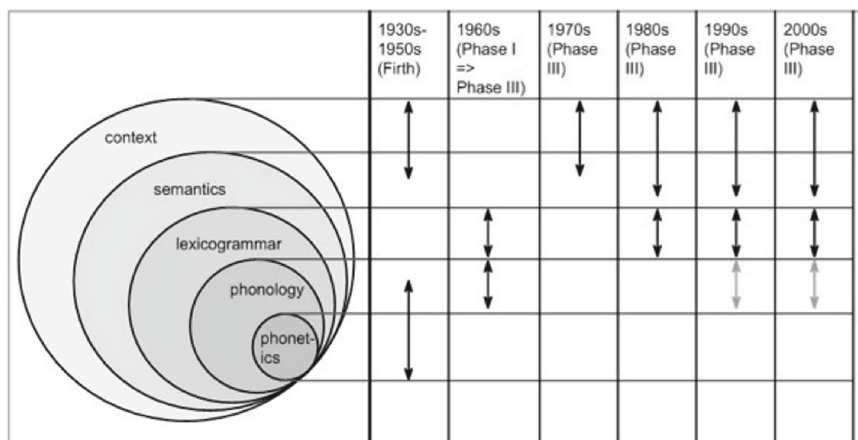 1930s-
1950s
(Firth)
1960s
(Phase I
=>
Phase III)
1970s
(Phase
III)
1980s
(Phase
III)
1990s
(Phase
III)
2000s
(Phase
III)
context
semantics
lexicogrammar
phonology
phonet-
ics